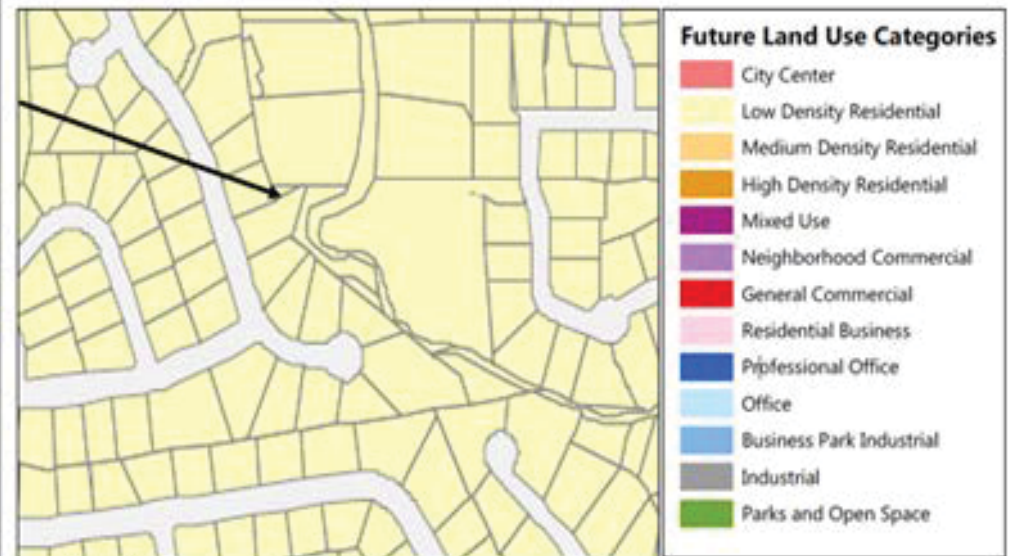 Future Land Use Categories
City Center
Low Density Residential
Medium Density Residential
High Density Residential
Mixed Use
Neighborhood Commercial
General Commercial
Residential Business
Professional Office
Office
Business Park Industrial
Industrial
Parks and Open Space